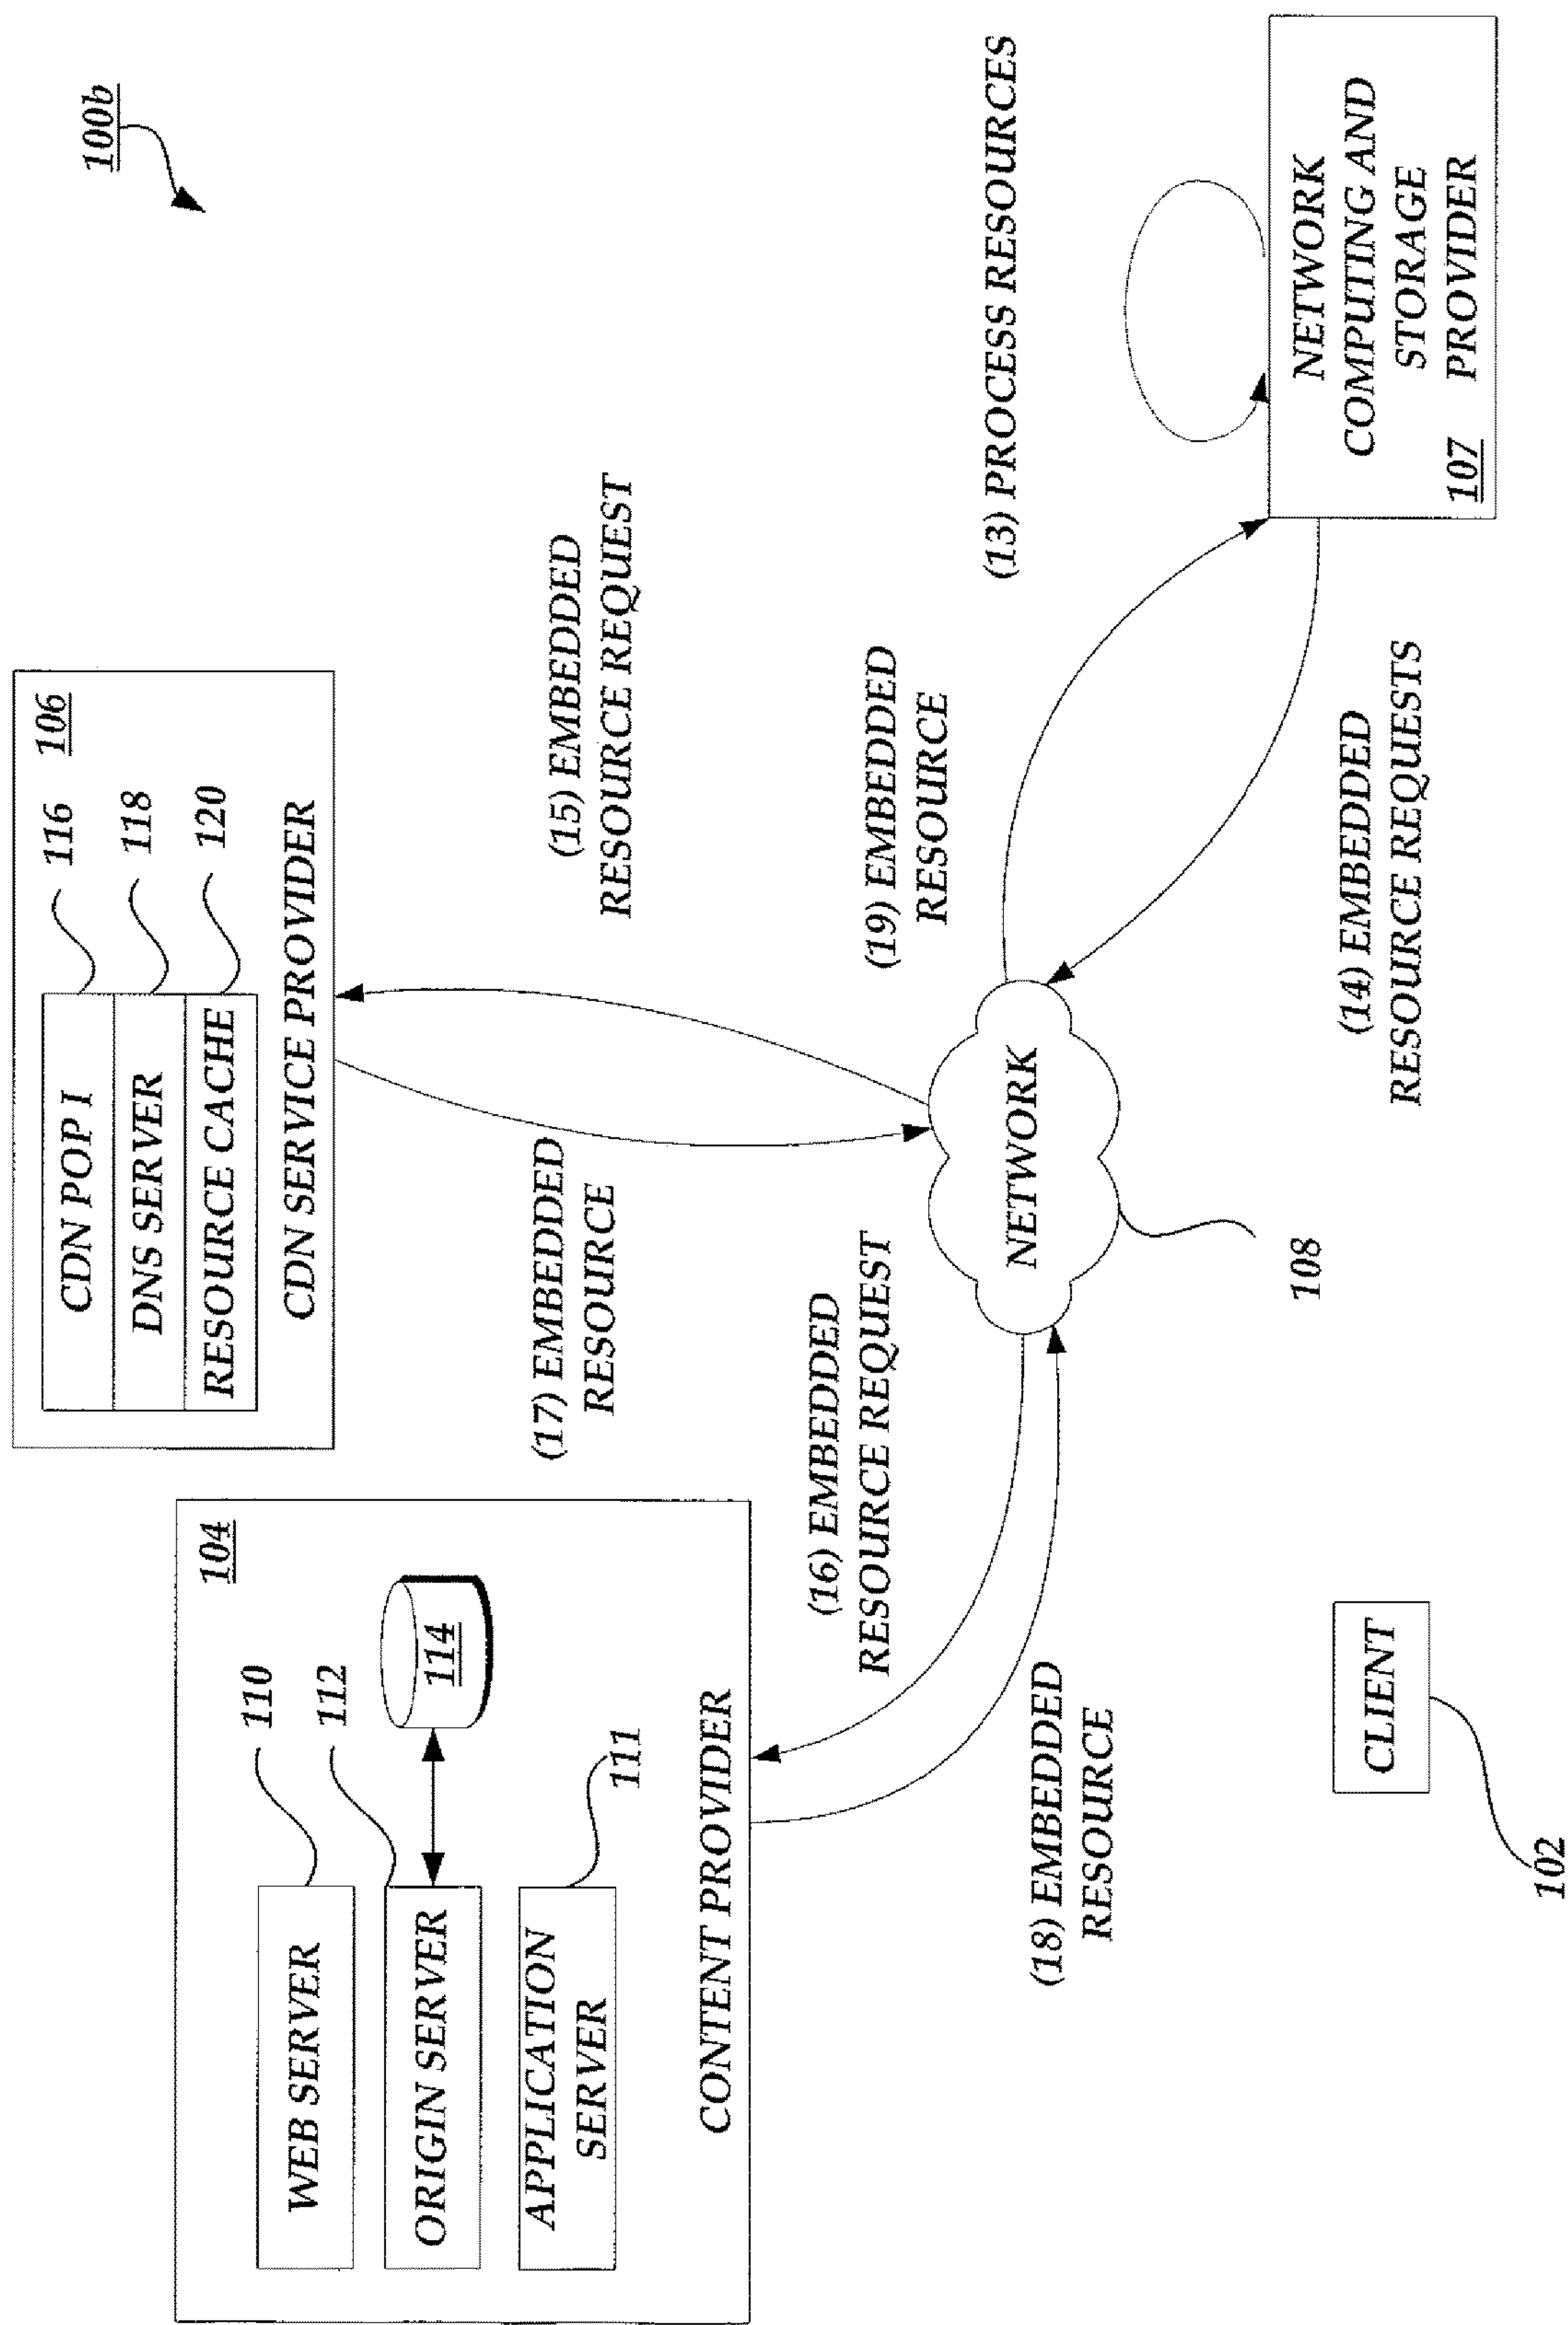 100b
104
110
WEB SERVER
112
ORIGIN SERVER
114
APPLICATION
SERVER
111
CONTENT PROVIDER
106
CDN POP I
116
DNS SERVER
118
RESOURCE CACHE
120
CDN SERVICE PROVIDER
(17) EMBEDDED
RESOURCE
(15) EMBEDDED
RESOURCE REQUEST
(16) EMBEDDED
RESOURCE REQUEST
(19) EMBEDDED
RESOURCE
(13) PROCESS RESOURCES
NETWORK
108
(18) EMBEDDED
RESOURCE
(14) EMBEDDED
RESOURCE REQUESTS
NETWORK
COMPUTING AND
STORAGE
107 PROVIDER
CLIENT
102